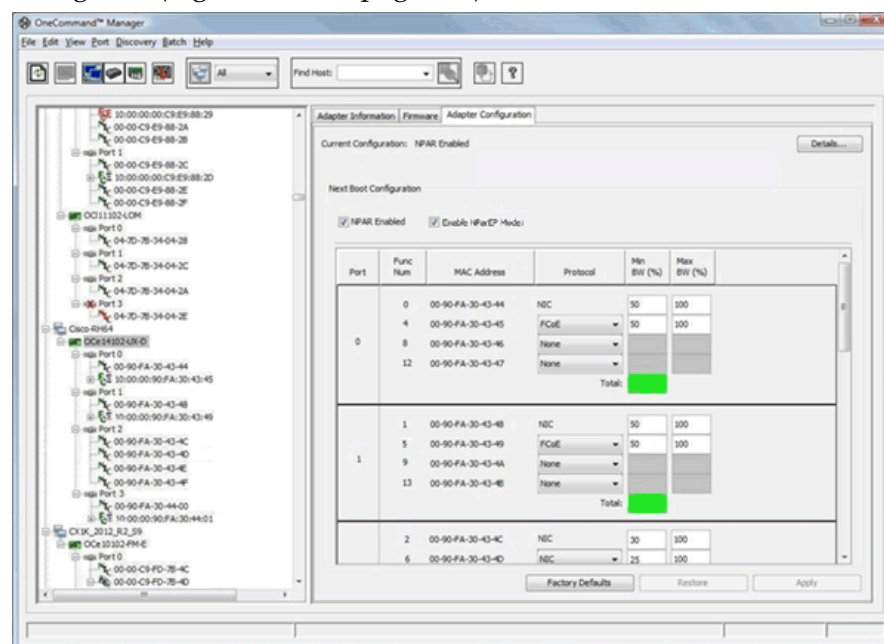 OneCommand™ Manager
File Edit View Port Discovery Batch Help
All
Find Host:
?
10:00:00:00:C9:E9:88:29
00-00-C9-E9-88-2A
00-00-C9-E9-88-2B
Port 1
00-00-C9-E9-88-2C
10:00:00:00:C9:E9:88:2D
00-00-C9-E9-88-2E
00-00-C9-E9-88-2F
OCl11102-LOM
Port 0
04-7D-7B-34-04-28
Port 1
04-7D-7B-34-04-2C
Port 2
04-7D-7B-34-04-2A
Port 3
04-7D-7B-34-04-2E
Cisco-RH64
OCe14102-UX-D
Port 0
00-90-FA-30-43-44
10:00:00:90:FA:30:43:45
Port 1
00-90-FA-30-43-48
10:00:00:90:FA:30:43:49
Port 2
00-90-FA-30-43-4C
00-90-FA-30-43-4D
00-90-FA-30-43-4E
00-90-FA-30-43-4F
Port 3
00-90-FA-30-44-00
10:00:00:90:FA:30:44:01
CX1K_2012_R2_S9
OCe10102-FM-E
Port 0
00-00-C9-FD-7B-4C
00-00-C9-FD-7B-4D
Adapter Information Firmware Adapter Configuration
Current Configuration: NPAR Enabled Details...
Next Boot Configuration
NPAR Enabled Enable NParEP Mode
Port Func Num MAC Address Protocol Min BW (%) Max BW (%)
0
0 00-90-FA-30-43-44 NIC 50 100
4 00-90-FA-30-43-45 FCoE 50 100
8 00-90-FA-30-43-46 None
12 00-90-FA-30-43-47 None
Total:
1
1 00-90-FA-30-43-48 NIC 50 100
5 00-90-FA-30-43-49 FCoE 50 100
9 00-90-FA-30-43-4A None
13 00-90-FA-30-43-4B None
Total:
2 00-90-FA-30-43-4C NIC 30 100
6 00-90-FA-30-43-4D NIC 25 100
Factory Defaults Restore Apply